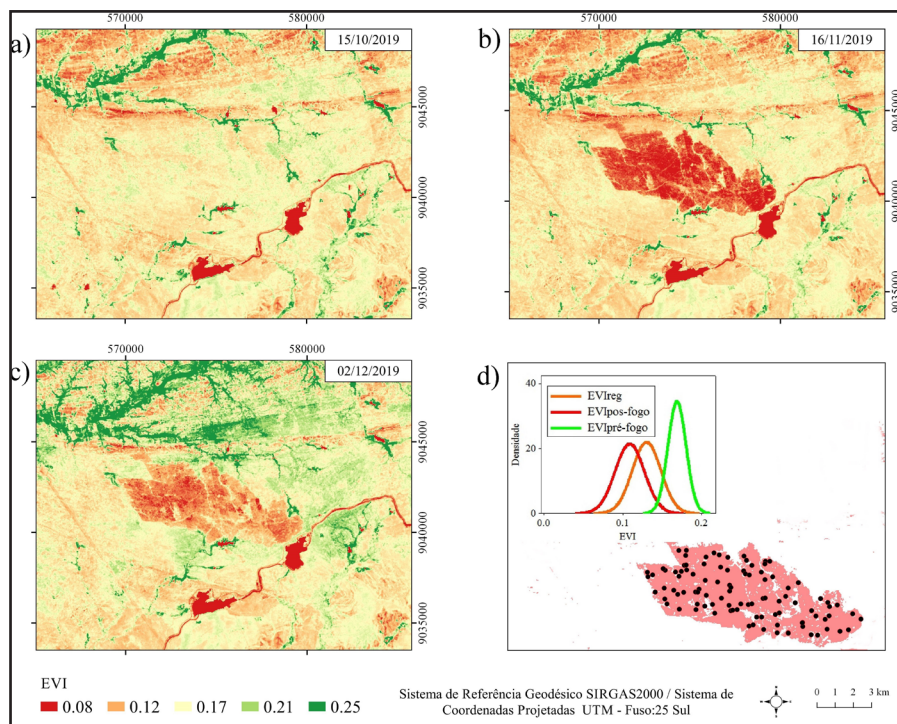 570000 580000
a)
15/10/2019
9045000
9040000
9035000
570000 580000
b)
16/11/2019
9045000
9040000
9035000
570000 580000
c)
02/12/2019
9045000
9040000
9035000
570000 580000
d)
40
20
0
Densidade
EVIreg
EVIpos-fogo
EVIpré-fogo
0.0 0.1 0.2
EVI
EVI
0.08 0.12 0.17 0.21 0.25
Sistema de Referência Geodésico SIRGAS2000 / Sistema de
Coordenadas Projetadas UTM - Fuso:25 Sul
0 1 2 3 km